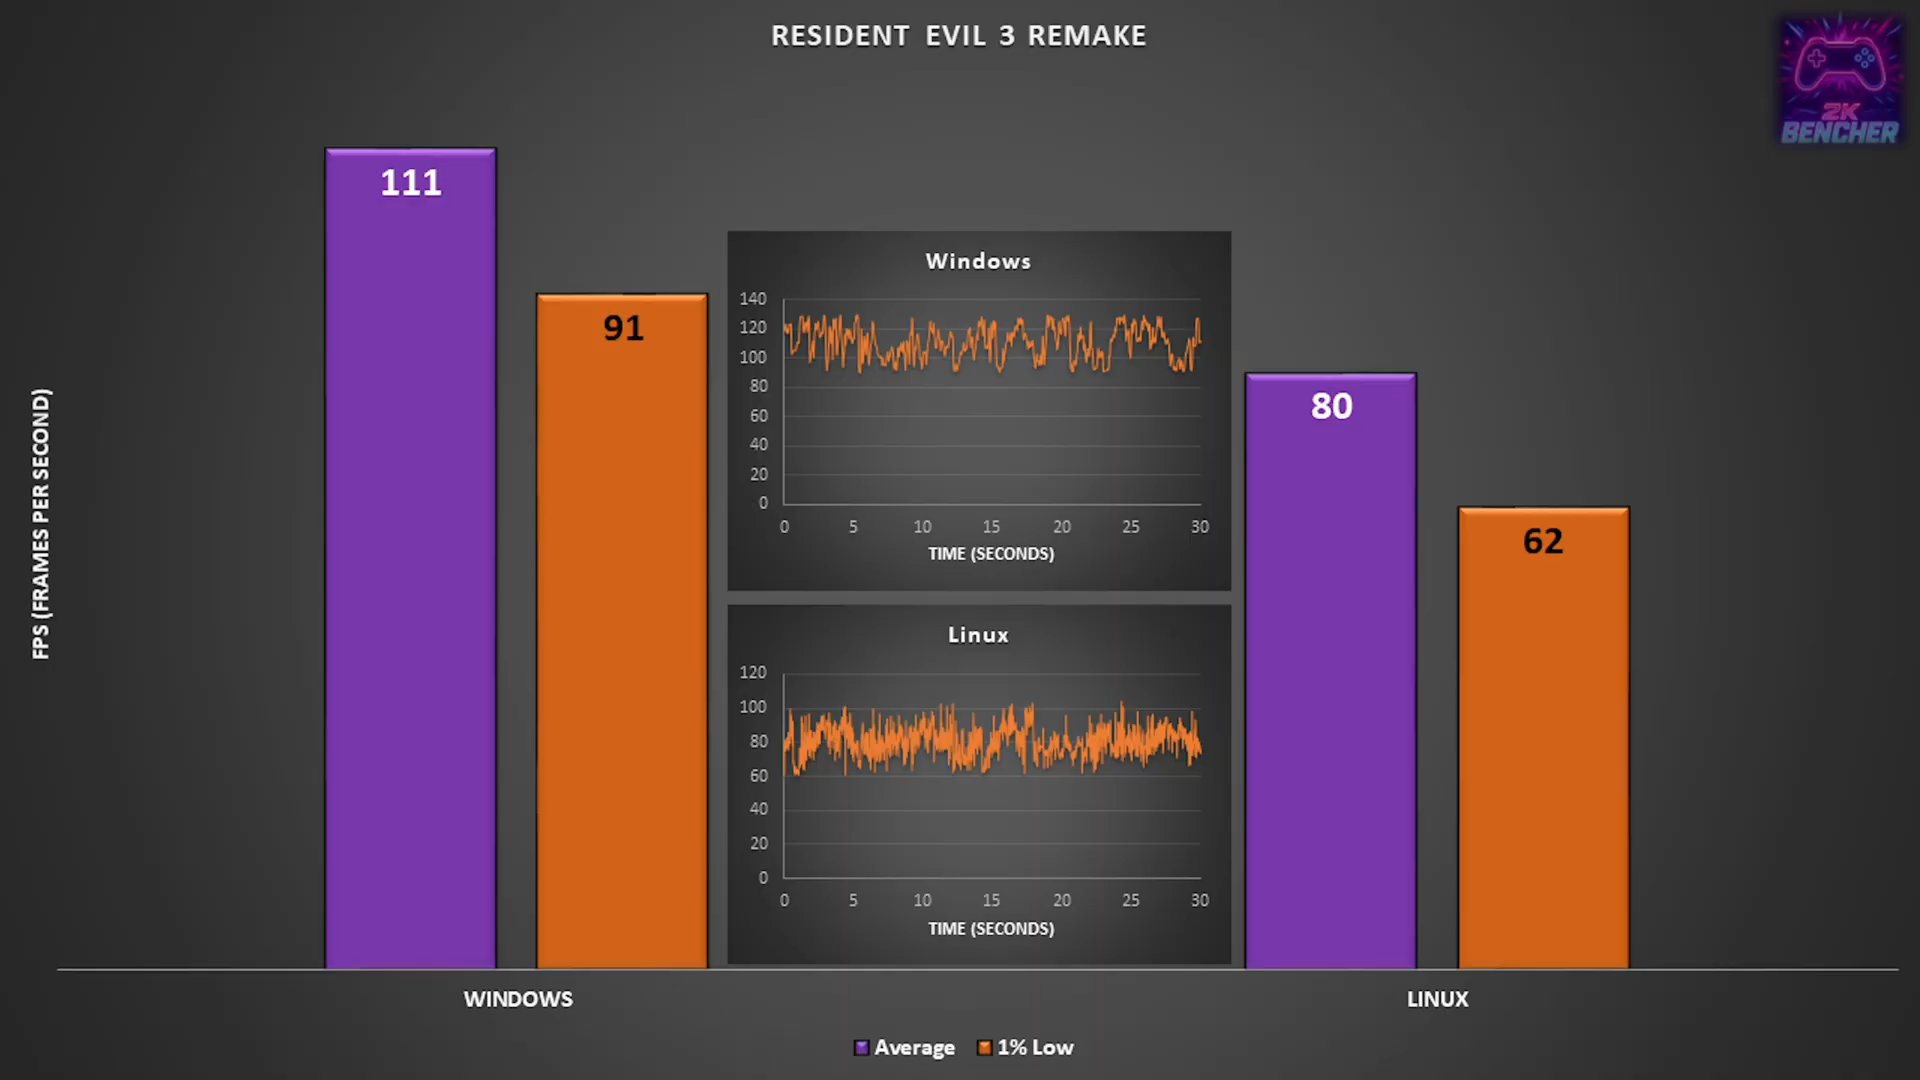 RESIDENT EVIL 3 REMAKE
2K
BENCHER
FPS (FRAMES PER SECOND)
111
91
Windows
140
120
100
80
60
40
20
0
0 5 10 15 20 25 30
TIME (SECONDS)
Linux
120
100
80
60
40
20
0
0 5 10 15 20 25 30
TIME (SECONDS)
80
62
WINDOWS
LINUX
Average 1% Low